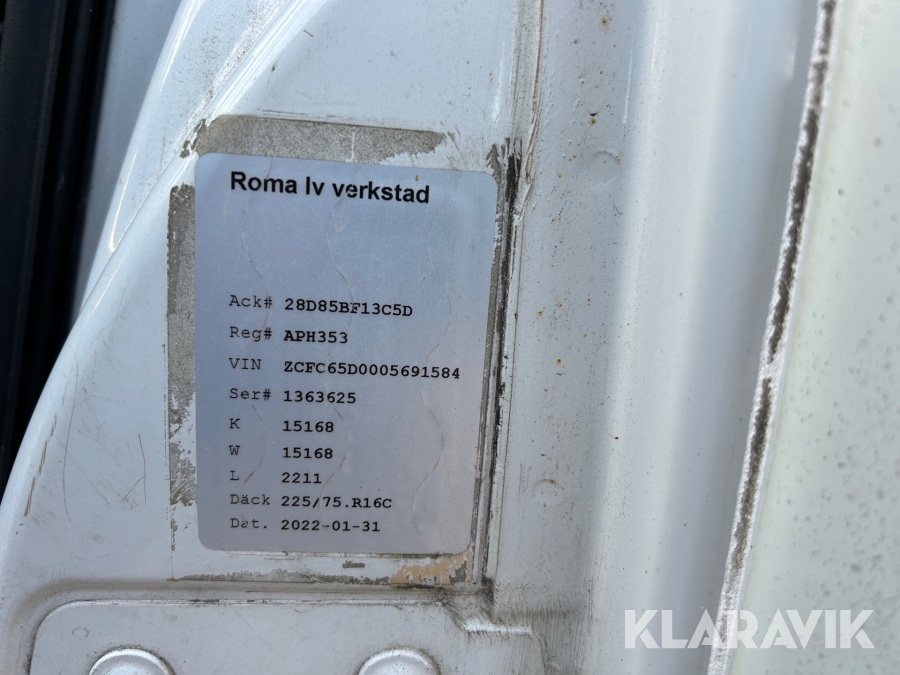 Roma lv verkstad
Ack# 28D85BF13C5D
Reg# APH353
VIN ZCFC65D0005691584
Ser# 1363625
K 15168
W 15168
L 2211
Däck 225/75.R16C
Dat. 2022-01-31
KLARAVIK